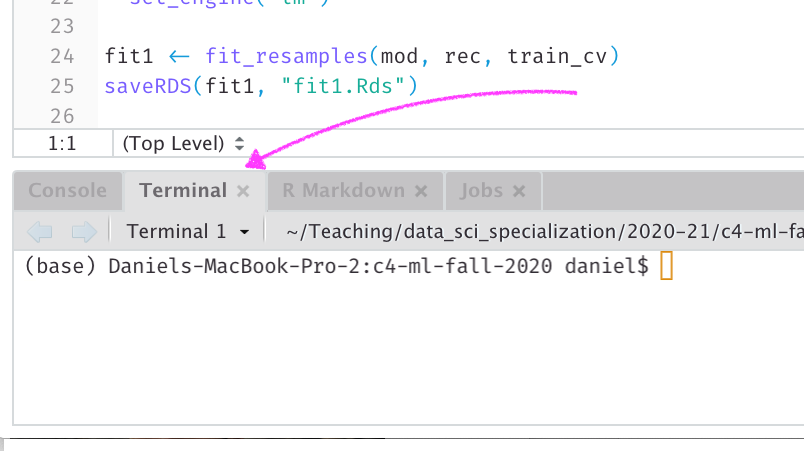 22 set_engine("lm")
23
24 fit1 <- fit_resamples(mod, rec, train_cv)
25 saveRDS(fit1, "fit1.Rds")
26
1:1 (Top Level)
Console Terminal × R Markdown × Jobs ×
Terminal 1 ~/Teaching/data_sci_specialization/2020-21/c4-ml-fa
(base) Daniels-MacBook-Pro-2:c4-ml-fall-2020 daniel$